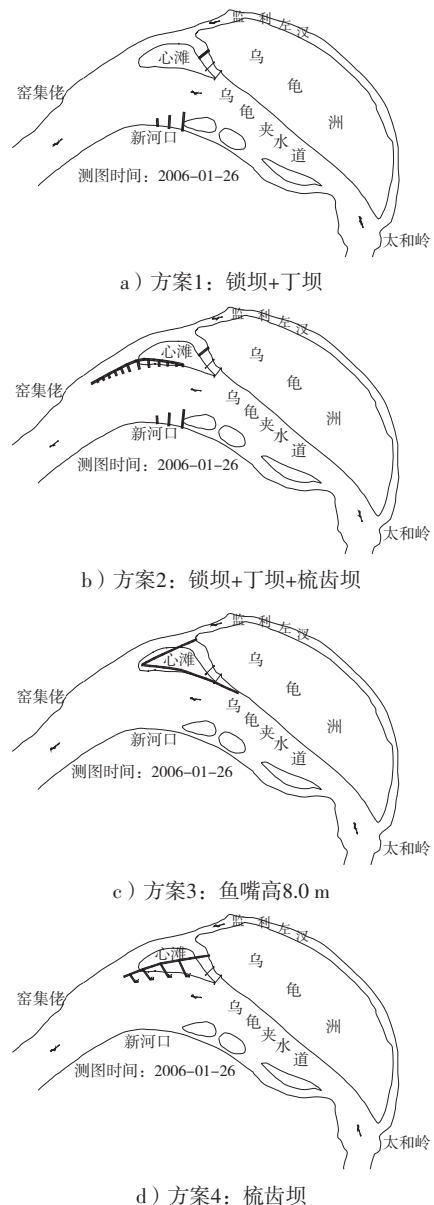 监利左汊
心滩
乌龟洲
窑集佬
乌龟夹水道
新河口
测图时间：2006-01-26
太和岭
a）方案1：锁坝+丁坝
监利左汊
心滩
乌龟洲
窑集佬
乌龟夹水道
新河口
测图时间：2006-01-26
太和岭
b）方案2：锁坝+丁坝+梳齿坝
监利左汊
心滩
乌龟洲
窑集佬
乌龟夹水道
新河口
测图时间：2006-01-26
太和岭
c）方案3：鱼嘴高8.0 m
监利左汊
心滩
乌龟洲
窑集佬
乌龟夹水道
新河口
测图时间：2006-01-26
太和岭
d）方案4：梳齿坝